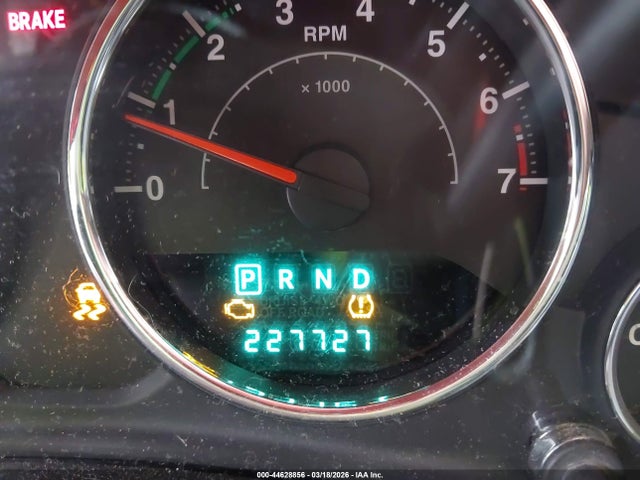 BRAKE
0 1 2 3 4 5 6 7
RPM
x 1000
P R N D
227727
000-44628856 - 03/18/2026 - IAA Inc.